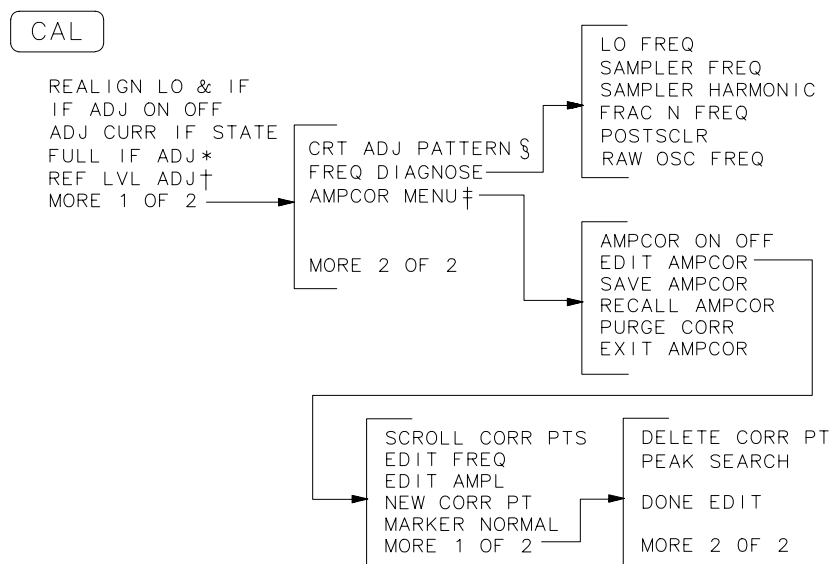 CAL
REALIGN LO & IF
IF ADJ ON OFF
ADJ CURR IF STATE
FULL IF ADJ*
REF LVL ADJ†
MORE 1 OF 2
CRT ADJ PATTERN §
FREQ DIAGNOSE
AMPCOR MENU‡
MORE 2 OF 2
LO FREQ
SAMPLER FREQ
SAMPLER HARMONIC
FRAC N FREQ
POSTSCLR
RAW OSC FREQ
AMPCOR ON OFF
EDIT AMPCOR
SAVE AMPCOR
RECALL AMPCOR
PURGE CORR
EXIT AMPCOR
SCROLL CORR PTS
EDIT FREQ
EDIT AMPL
NEW CORR PT
MARKER NORMAL
MORE 1 OF 2
DELETE CORR PT
PEAK SEARCH
DONE EDIT
MORE 2 OF 2